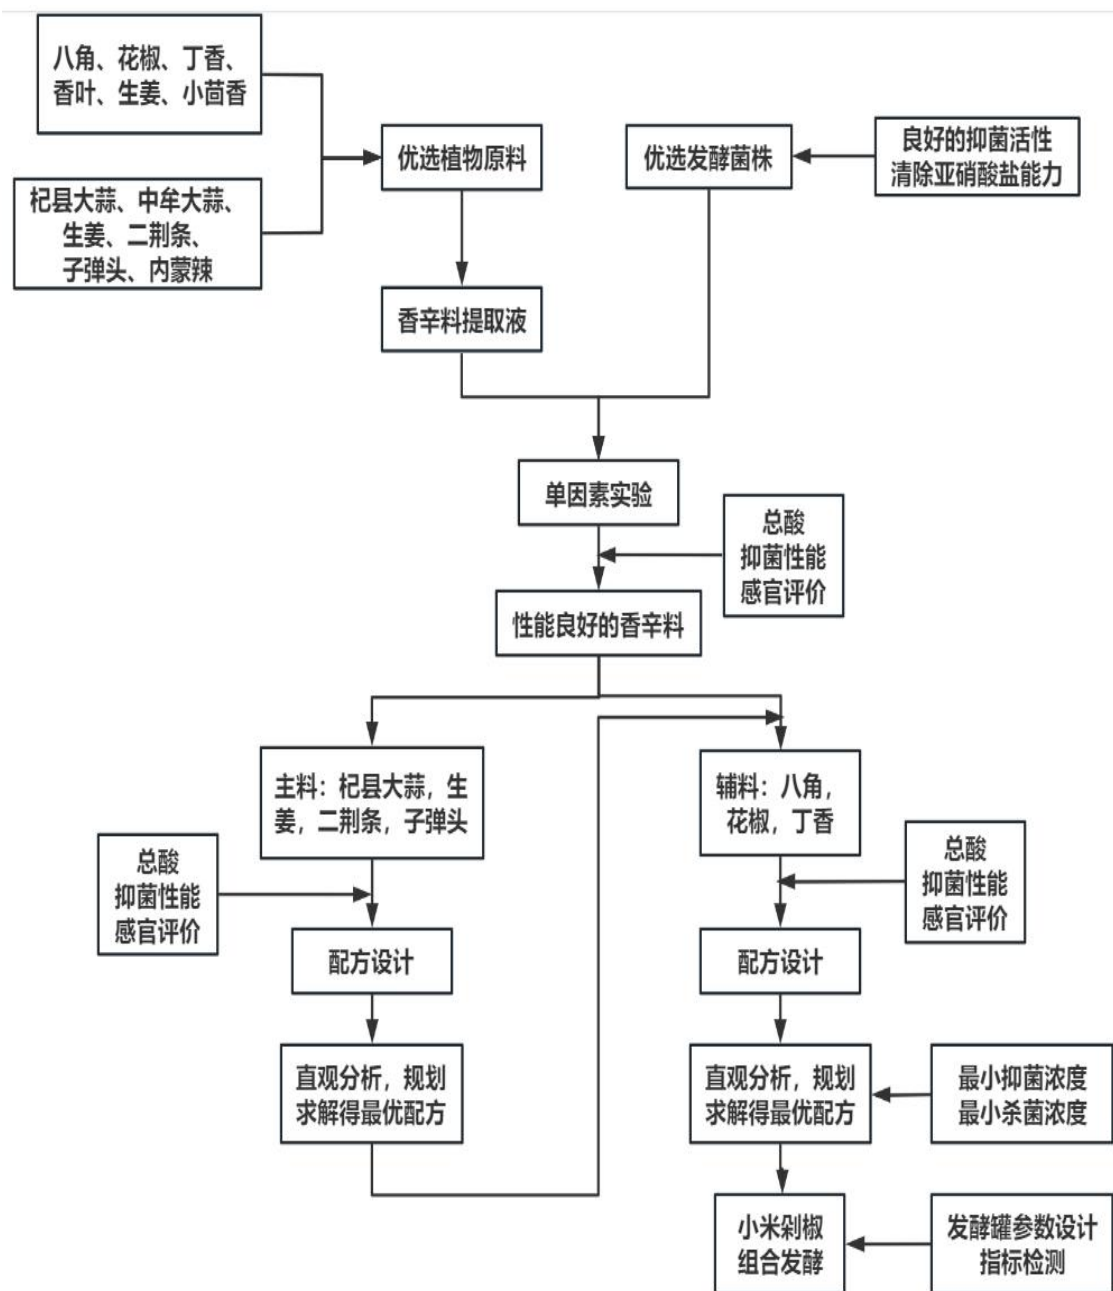 八角、花椒、丁香、
香叶、生姜、小茴香
优选植物原料
优选发酵菌株
良好的抑菌活性
清除亚硝酸盐能力
杞县大蒜、中牟大蒜、
生姜、二荆条、
子弹头、内蒙辣
香辛料提取液
单因素实验
总酸
抑菌性能
感官评价
性能良好的香辛料
主料：杞县大蒜，生
姜，二荆条，子弹头
辅料：八角，
花椒，丁香
总酸
抑菌性能
感官评价
总酸
抑菌性能
感官评价
配方设计
配方设计
直观分析，规划
求解得最优配方
直观分析，规划
求解得最优配方
最小抑菌浓度
最小杀菌浓度
小米剁椒
组合发酵
发酵罐参数设计
指标检测